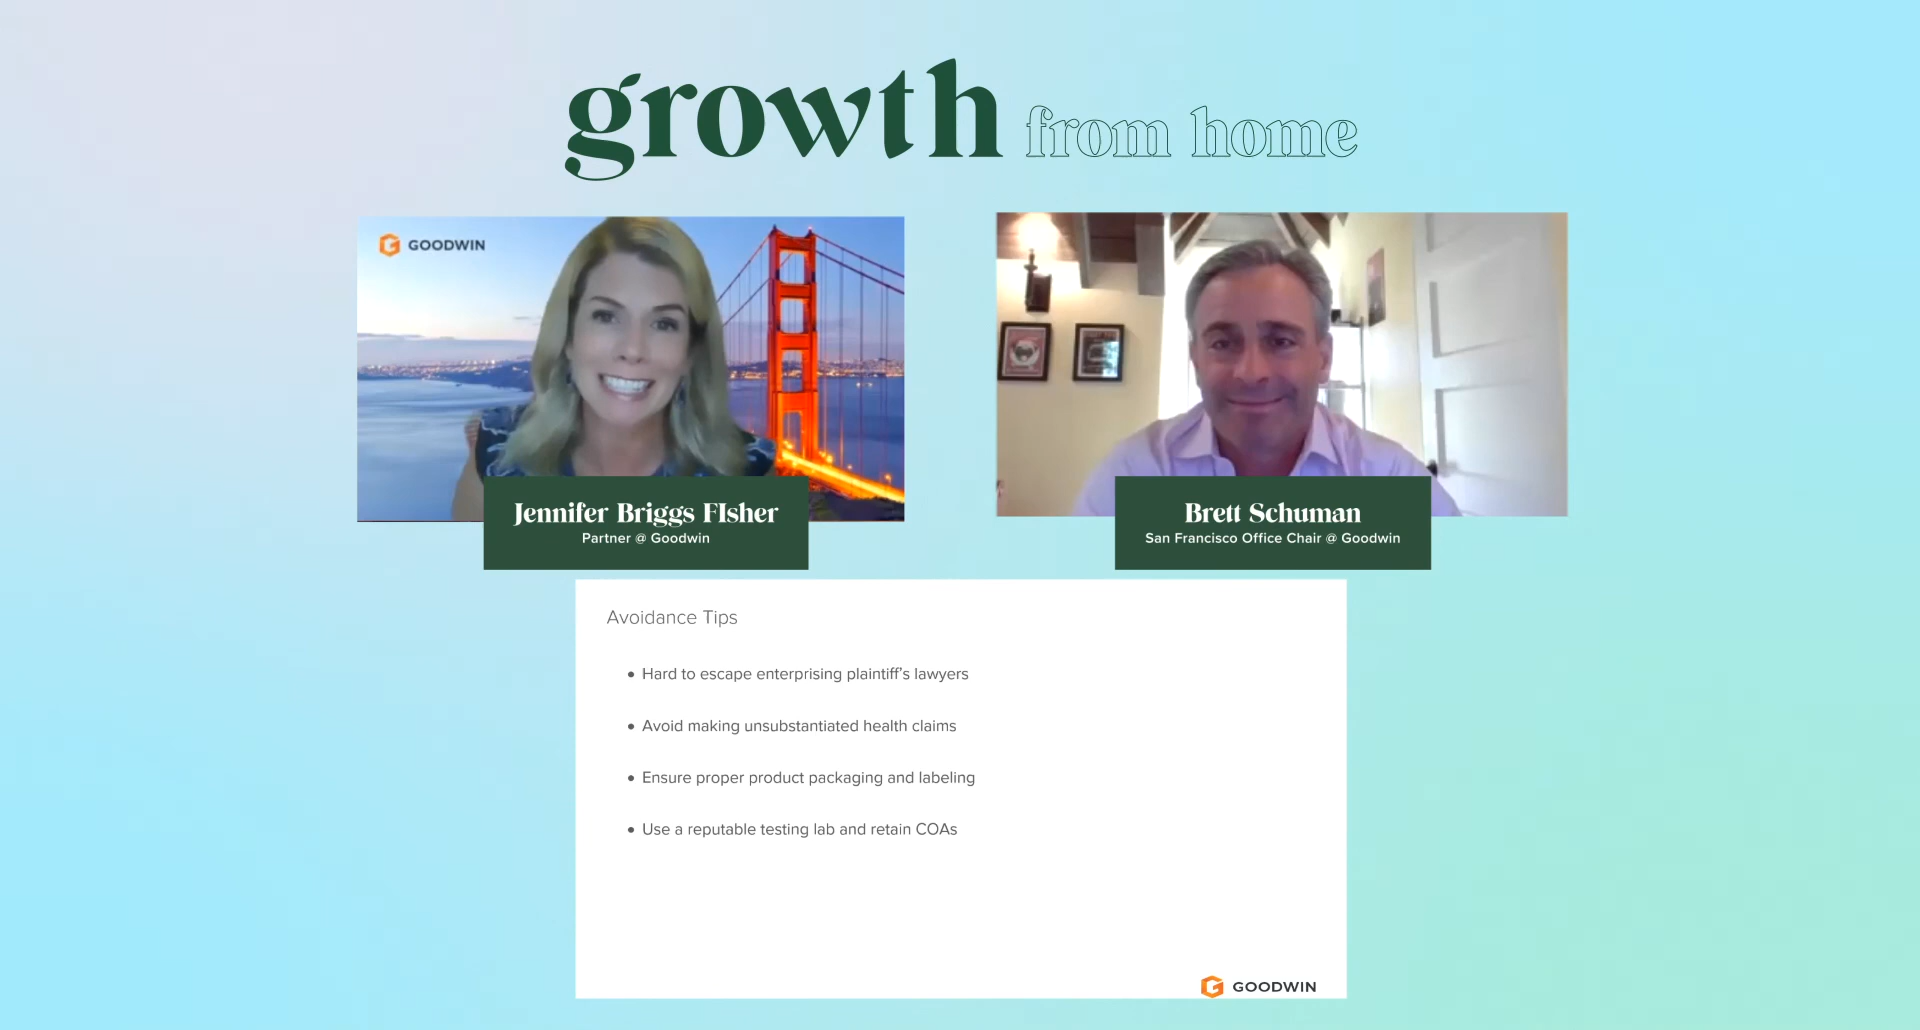 growth from home
GOODWIN
Jennifer Briggs FIsher
Partner @ Goodwin
Brett Schuman
San Francisco Office Chair @ Goodwin
Avoidance Tips
• Hard to escape enterprising plaintiff's lawyers
• Avoid making unsubstantiated health claims
• Ensure proper product packaging and labeling
• Use a reputable testing lab and retain COAs
GOODWIN